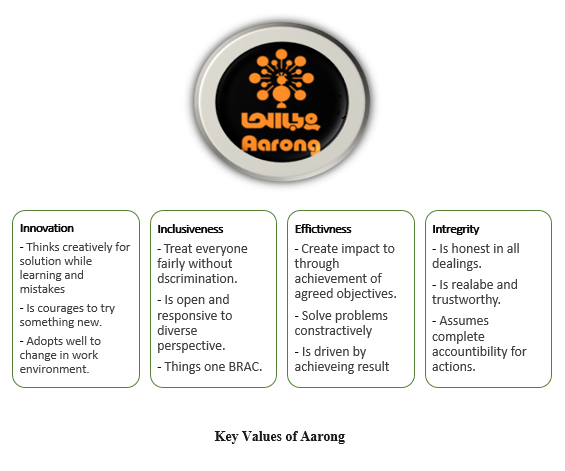 আড়ং
Aarong
Innovation
- Thinks creatively for
solution while
learning and
mistakes
- Is courages to try
something new.
- Adopts well to
change in work
environment.
Inclusiveness
- Treat everyone
fairly without
dscrimination.
- Is open and
responsive to
diverse
perspective.
- Things one BRAC.
Effictivness
- Create impact to
through
achievement of
agreed objectives.
- Solve problems
constractively
- Is driven by
achieveing result
Intregrity
- Is honest in all
dealings.
- Is realabe and
trustworthy.
- Assumes
complete
accountibility for
actions.
Key Values of Aarong